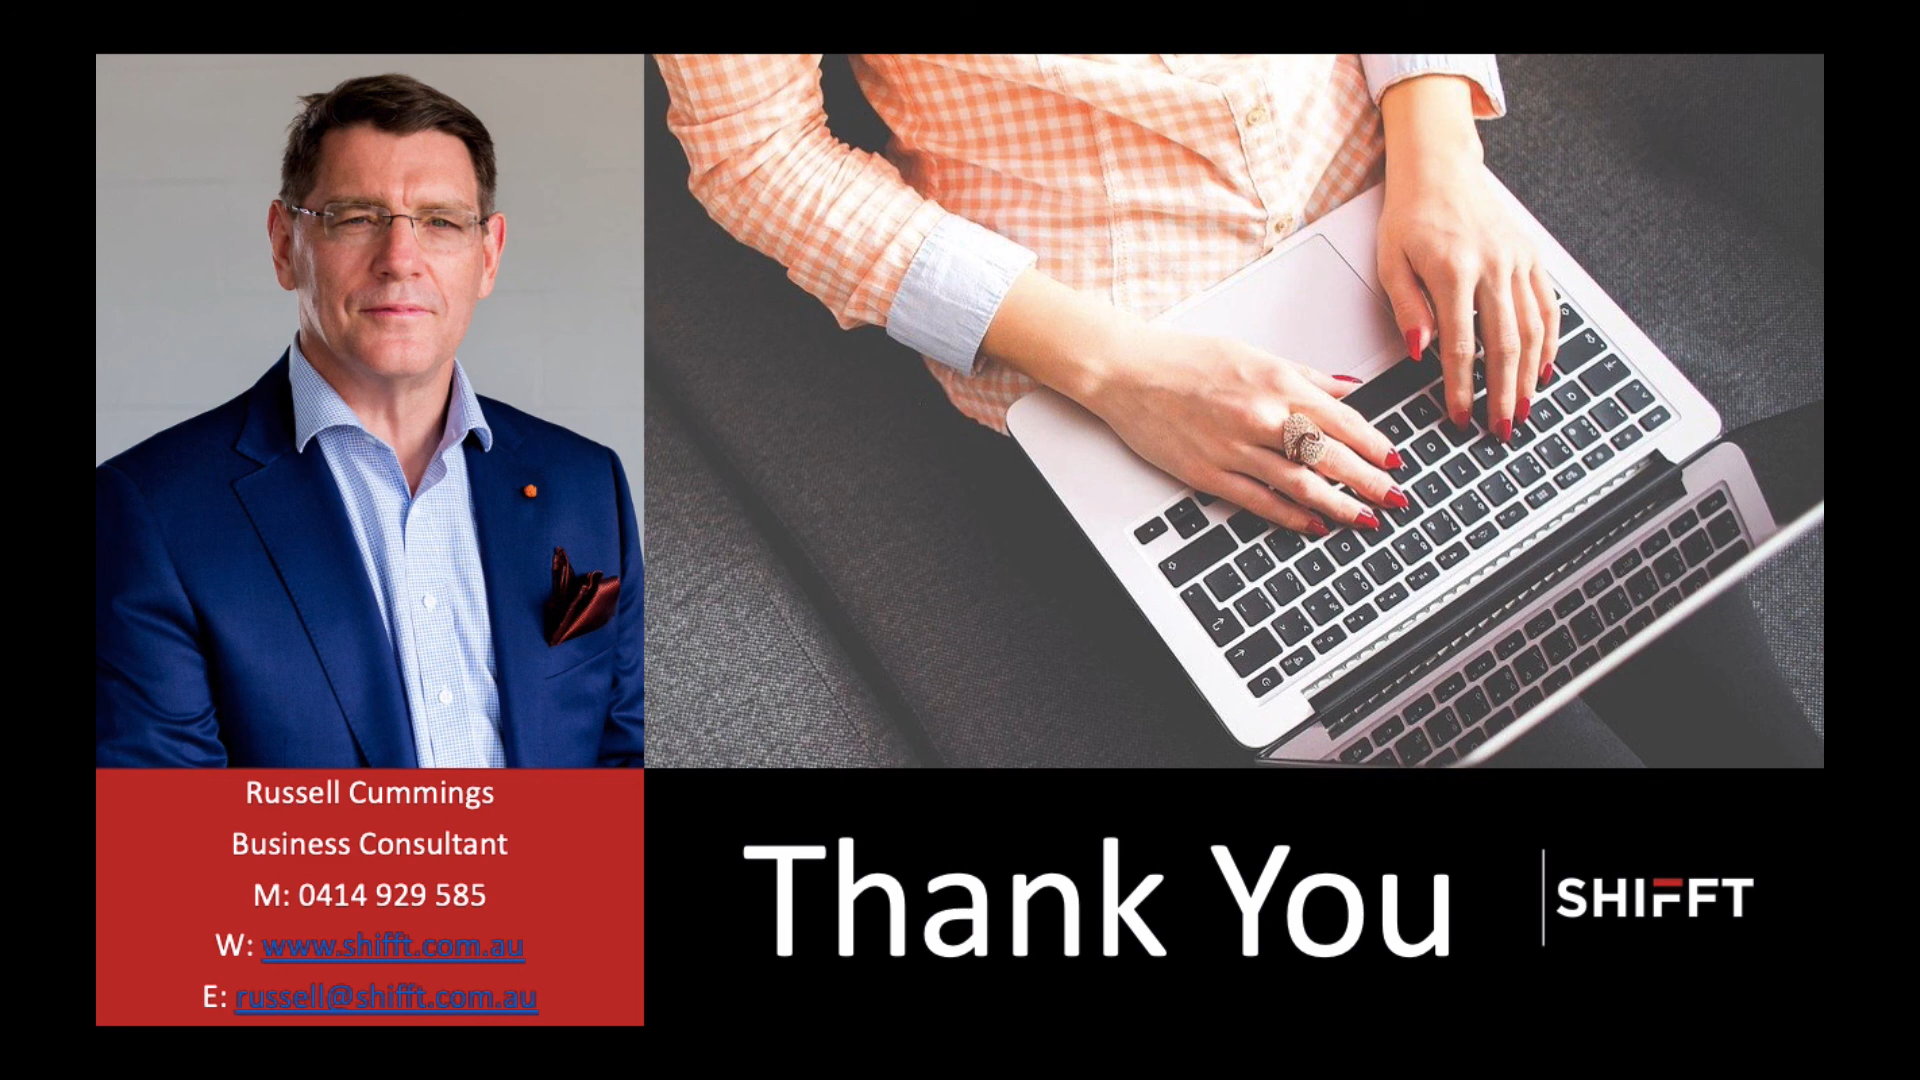 Russell Cummings
Business Consultant
M: 0414 929 585
W: www.shifft.com.au
E: russell@shifft.com.au
Thank You
SHIFFT